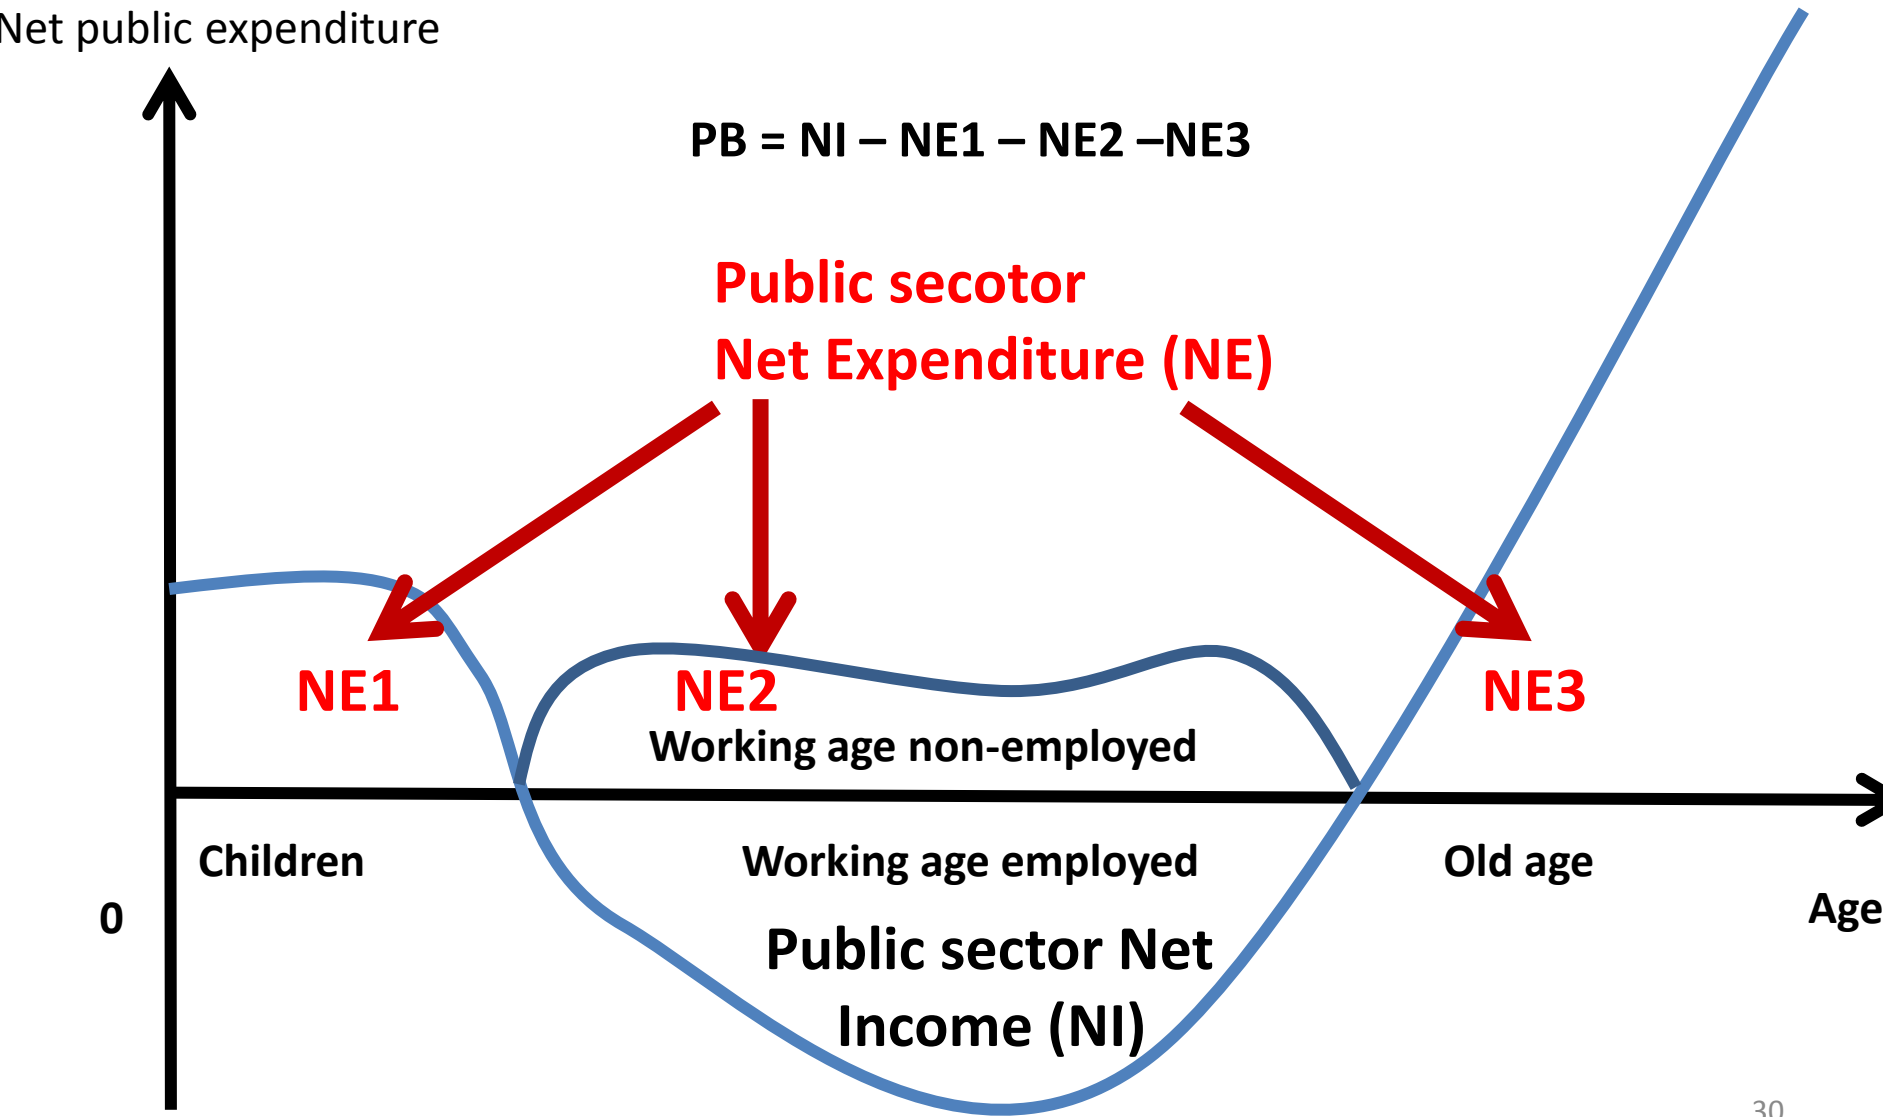 Net public expenditure
PB = NI – NE1 – NE2 –NE3
Public secotor
Net Expenditure (NE)
NE1
NE2
NE3
Working age non-employed
Children
Working age employed
Old age
0
Age
Public sector Net
Income (NI)
30